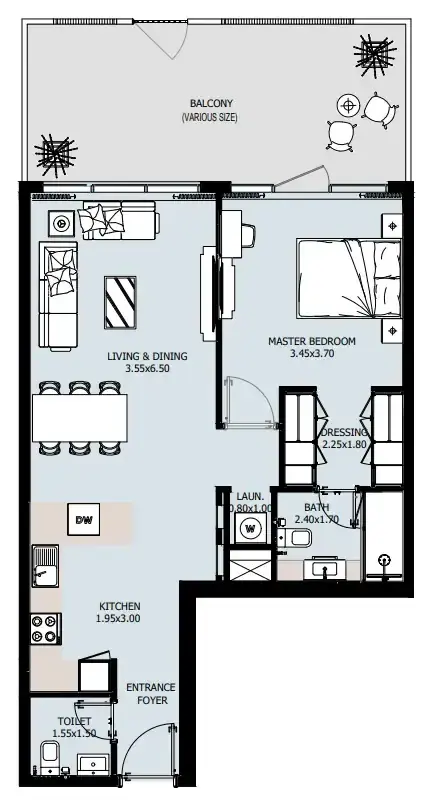 BALCONY
(VARIOUS SIZE)
MASTER BEDROOM
3.45x3.70
LIVING & DINING
3.55x6.50
DRESSING
2.25x1.80
LAUN.
0.80x1.00
BATH
2.40x1.70
DW
W
KITCHEN
1.95x3.00
ENTRANCE
FOYER
TOILET
1.55x1.50